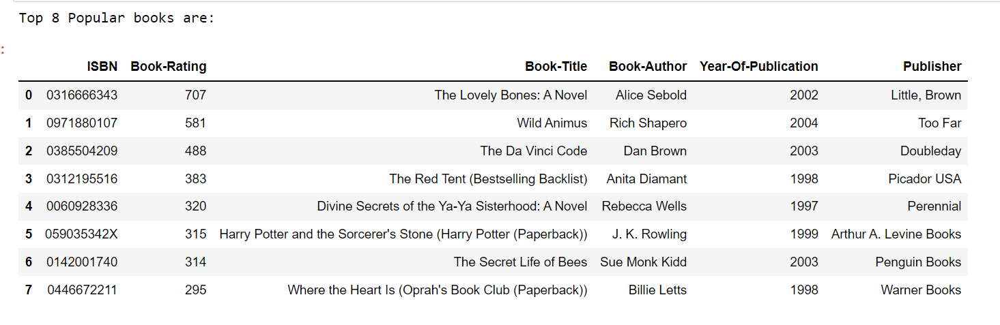 Top 8 Popular books are:
:
ISBN Book-Rating Book-Title Book-Author Year-Of-Publication Publisher
0 0316666343 707 The Lovely Bones: A Novel Alice Sebold 2002 Little, Brown
1 0971880107 581 Wild Animus Rich Shapero 2004 Too Far
2 0385504209 488 The Da Vinci Code Dan Brown 2003 Doubleday
3 0312195516 383 The Red Tent (Bestselling Backlist) Anita Diamant 1998 Picador USA
4 0060928336 320 Divine Secrets of the Ya-Ya Sisterhood: A Novel Rebecca Wells 1997 Perennial
5 059035342X 315 Harry Potter and the Sorcerer's Stone (Harry Potter (Paperback)) J. K. Rowling 1999 Arthur A. Levine Books
6 0142001740 314 The Secret Life of Bees Sue Monk Kidd 2003 Penguin Books
7 0446672211 295 Where the Heart Is (Oprah's Book Club (Paperback)) Billie Letts 1998 Warner Books